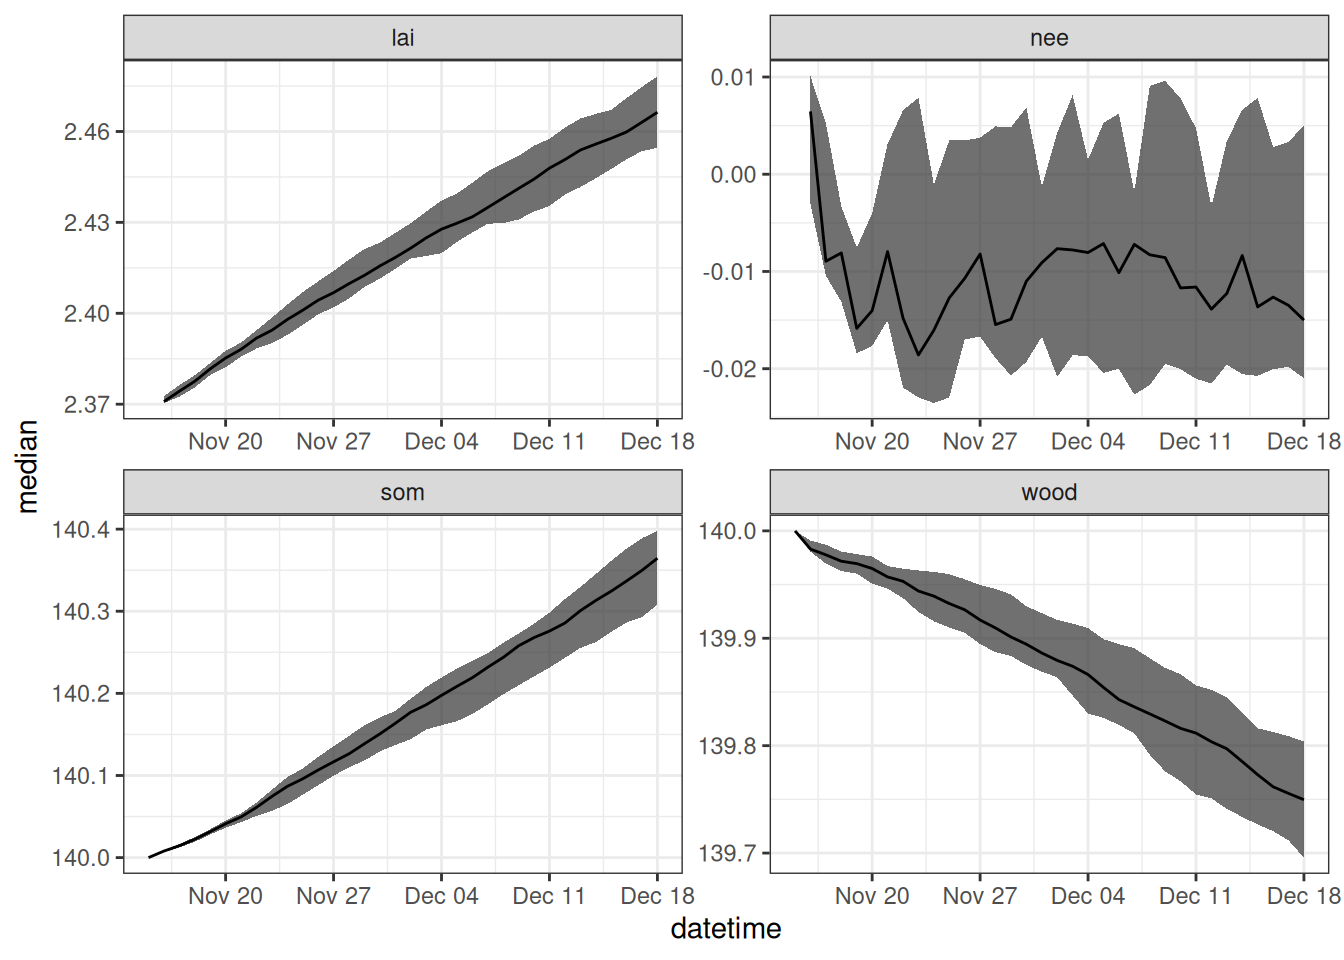 lai
nee
2.46
2.43
2.40
2.37
0.01
0.00
-0.01
-0.02
Nov 20 Nov 27 Dec 04 Dec 11 Dec 18
Nov 20 Nov 27 Dec 04 Dec 11 Dec 18
median
som
wood
140.4
140.3
140.2
140.1
140.0
140.0
139.9
139.8
139.7
Nov 20 Nov 27 Dec 04 Dec 11 Dec 18
Nov 20 Nov 27 Dec 04 Dec 11 Dec 18
datetime